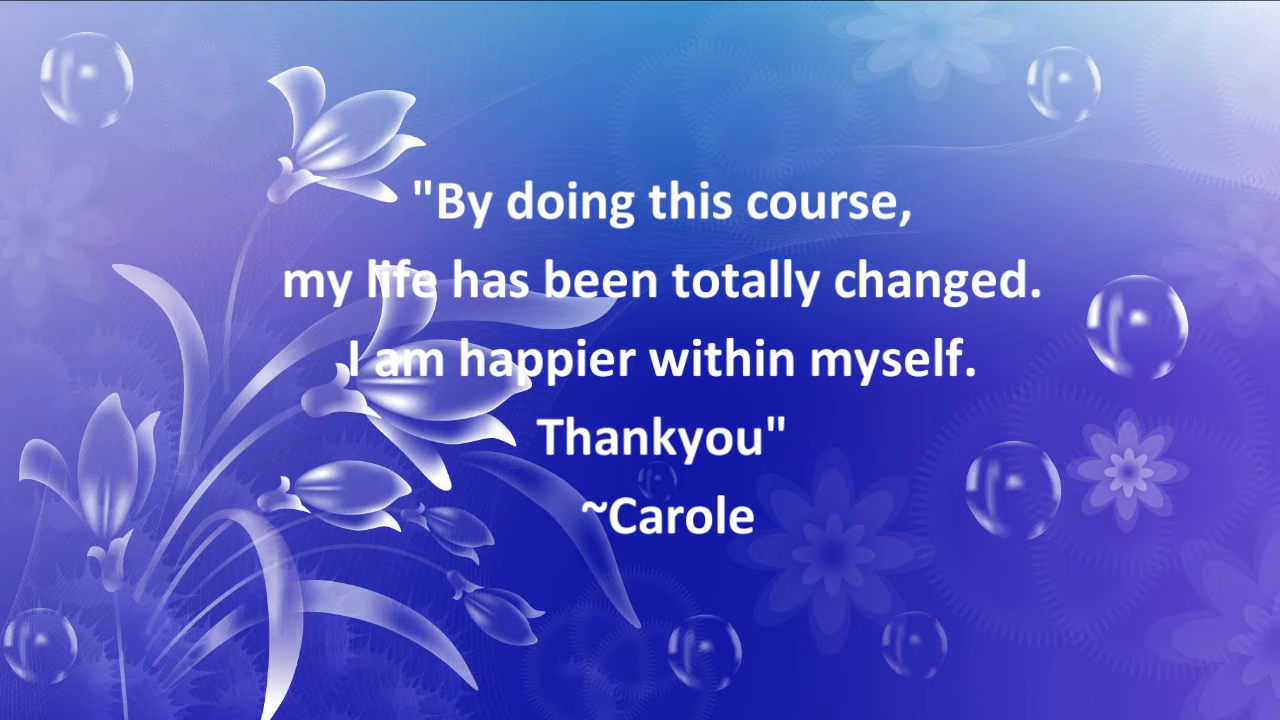 "By doing this course,
my life has been totally changed.
I am happier within myself.
Thankyou"
~Carole